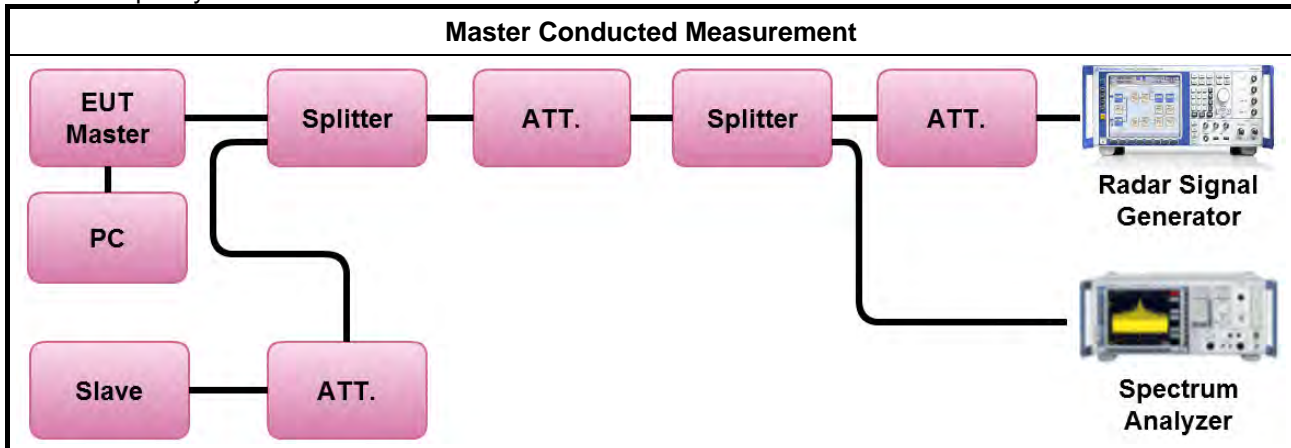 Master Conducted Measurement
EUT
Master
Splitter
ATT.
Splitter
ATT.
Radar Signal
Generator
PC
Slave
ATT.
Spectrum
Analyzer